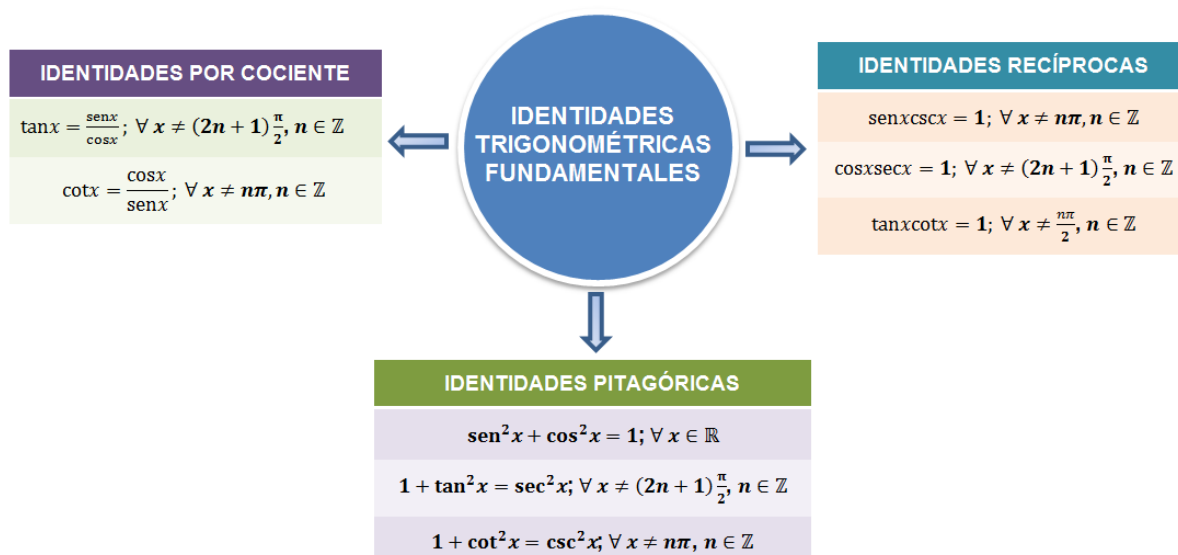 IDENTIDADES
TRIGONOMÉTRICAS
FUNDAMENTALES
IDENTIDADES POR COCIENTE
tanx = senx/cosx; ∀ x ≠ (2n + 1) π/2, n ∈ ℤ
cotx = cosx/senx; ∀ x ≠ nπ, n ∈ ℤ
IDENTIDADES RECÍPROCAS
senxcscx = 1; ∀ x ≠ nπ, n ∈ ℤ
cosxsecx = 1; ∀ x ≠ (2n + 1) π/2, n ∈ ℤ
tanxcotx = 1; ∀ x ≠ nπ/2, n ∈ ℤ
IDENTIDADES PITAGÓRICAS
sen²x + cos²x = 1; ∀ x ∈ ℝ
1 + tan²x = sec²x; ∀ x ≠ (2n + 1) π/2, n ∈ ℤ
1 + cot²x = csc²x; ∀ x ≠ nπ, n ∈ ℤ